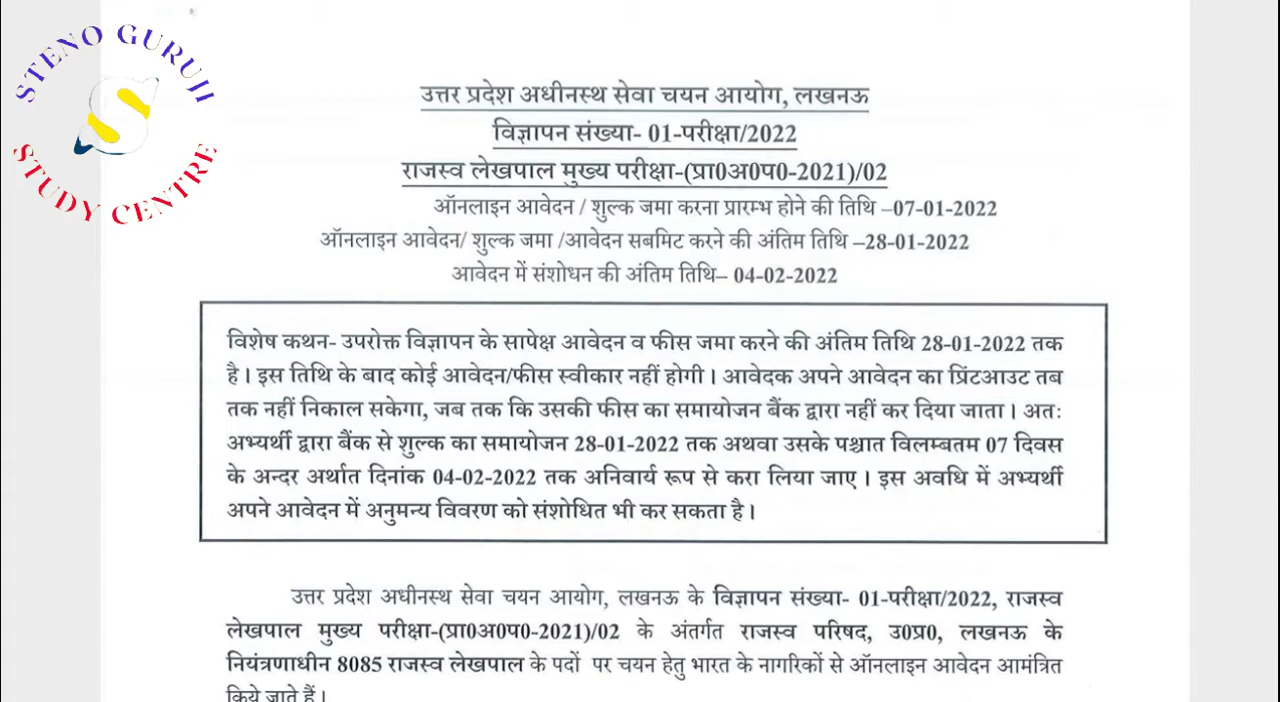 STENO GURUJI
STUDY CENTRE
उत्तर प्रदेश अधीनस्थ सेवा चयन आयोग, लखनऊ
विज्ञापन संख्या- 01-परीक्षा/2022
राजस्व लेखपाल मुख्य परीक्षा-(प्रा0अ0प0-2021)/02
ऑनलाइन आवेदन / शुल्क जमा करना प्रारम्भ होने की तिथि –07-01-2022
ऑनलाइन आवेदन/ शुल्क जमा /आवेदन सबमिट करने की अंतिम तिथि –28-01-2022
आवेदन में संशोधन की अंतिम तिथि– 04-02-2022
विशेष कथन- उपरोक्त विज्ञापन के सापेक्ष आवेदन व फीस जमा करने की अंतिम तिथि 28-01-2022 तक
है। इस तिथि के बाद कोई आवेदन/फीस स्वीकार नहीं होगी। आवेदक अपने आवेदन का प्रिंटआउट तब
तक नहीं निकाल सकेगा, जब तक कि उसकी फीस का समायोजन बैंक द्वारा नहीं कर दिया जाता। अतः
अभ्यर्थी द्वारा बैंक से शुल्क का समायोजन 28-01-2022 तक अथवा उसके पश्चात विलम्बतम 07 दिवस
के अन्दर अर्थात दिनांक 04-02-2022 तक अनिवार्य रूप से करा लिया जाए। इस अवधि में अभ्यर्थी
अपने आवेदन में अनुमन्य विवरण को संशोधित भी कर सकता है।
उत्तर प्रदेश अधीनस्थ सेवा चयन आयोग, लखनऊ के विज्ञापन संख्या- 01-परीक्षा/2022, राजस्व
लेखपाल मुख्य परीक्षा-(प्रा0अ0प0-2021)/02 के अंतर्गत राजस्व परिषद, उ0प्र0, लखनऊ के
नियंत्रणाधीन 8085 राजस्व लेखपाल के पदों पर चयन हेतु भारत के नागरिकों से ऑनलाइन आवेदन आमंत्रित
किये जाते हैं।